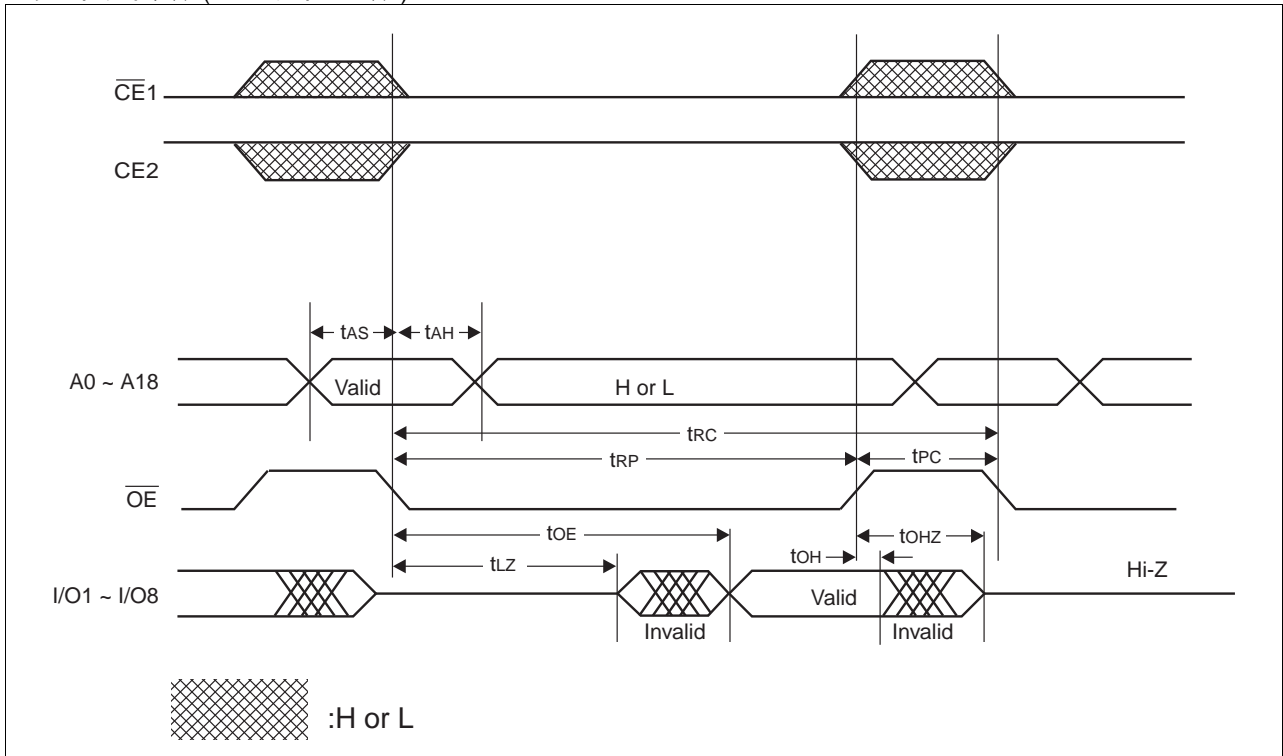 CE1
CE2
tAS
tAH
A0 ~ A18
Valid
H or L
tRC
tRP
tPC
OE
tOE
tOHZ
tLZ
tOH
Hi-Z
I/O1 ~ I/O8
Valid
Invalid
Invalid
:H or L